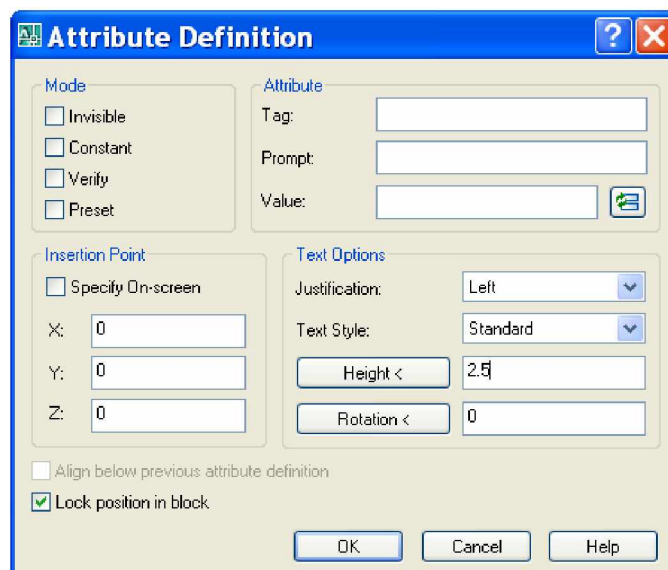 Attribute Definition
Mode
Invisible
Constant
Verify
Preset
Attribute
Tag:
Prompt:
Value:
Insertion Point
Specify On-screen
X: 0
Y: 0
Z: 0
Text Options
Justification: Left
Text Style: Standard
Height < 2.5
Rotation < 0
Align below previous attribute definition
Lock position in block
OK Cancel Help